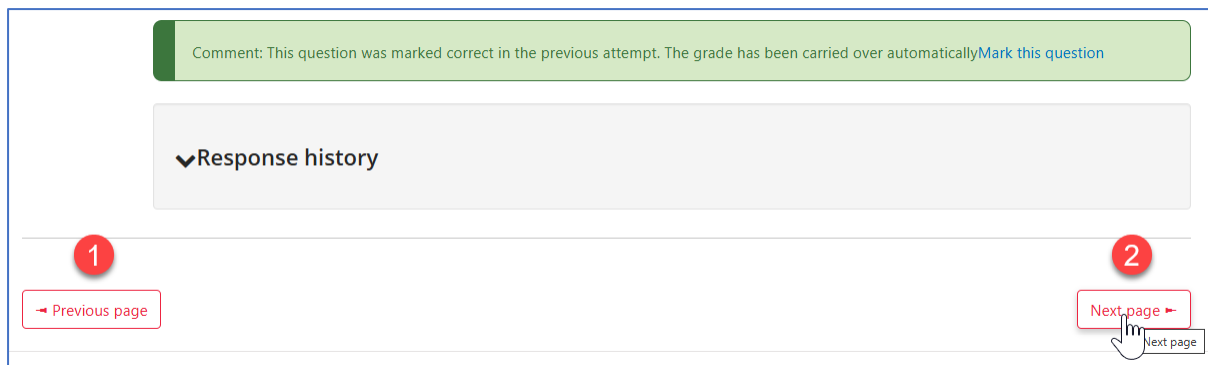 Comment: This question was marked correct in the previous attempt. The grade has been carried over automaticallyMark this question
Response history
1
2
Previous page
Next page
Next page